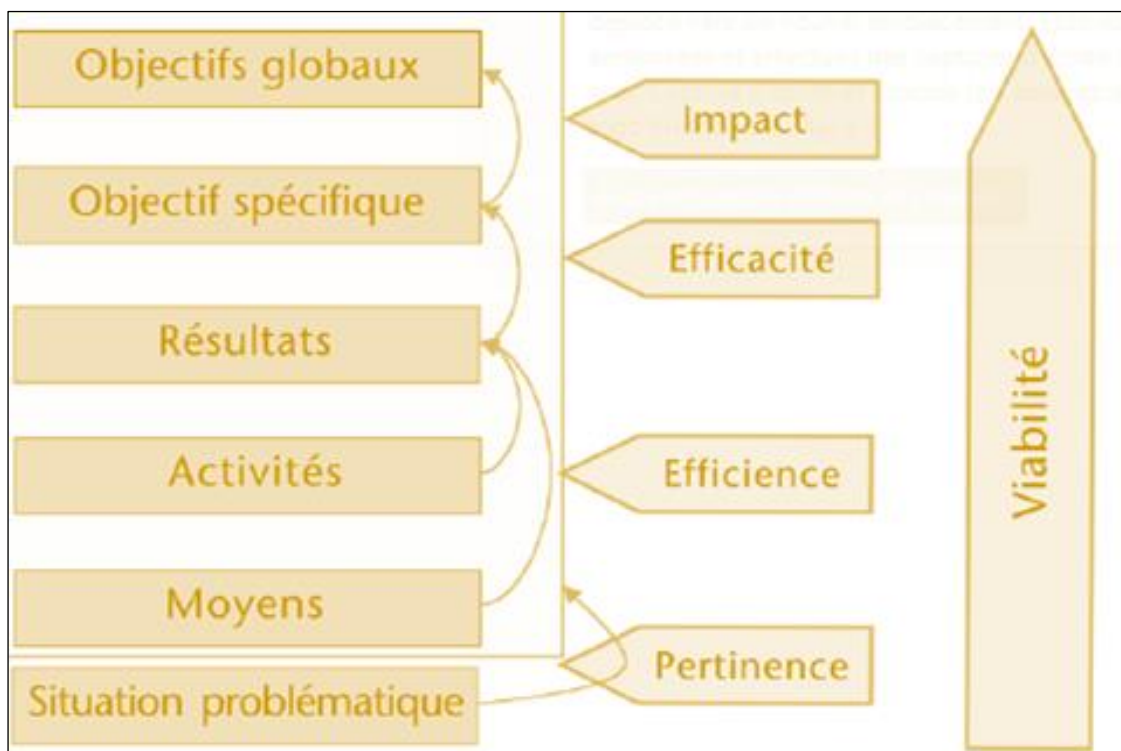 Objectifs globaux
Impact
Objectif spécifique
Efficacité
Résultats
Activités
Efficience
Moyens
Pertinence
Situation problématique
Viabilité